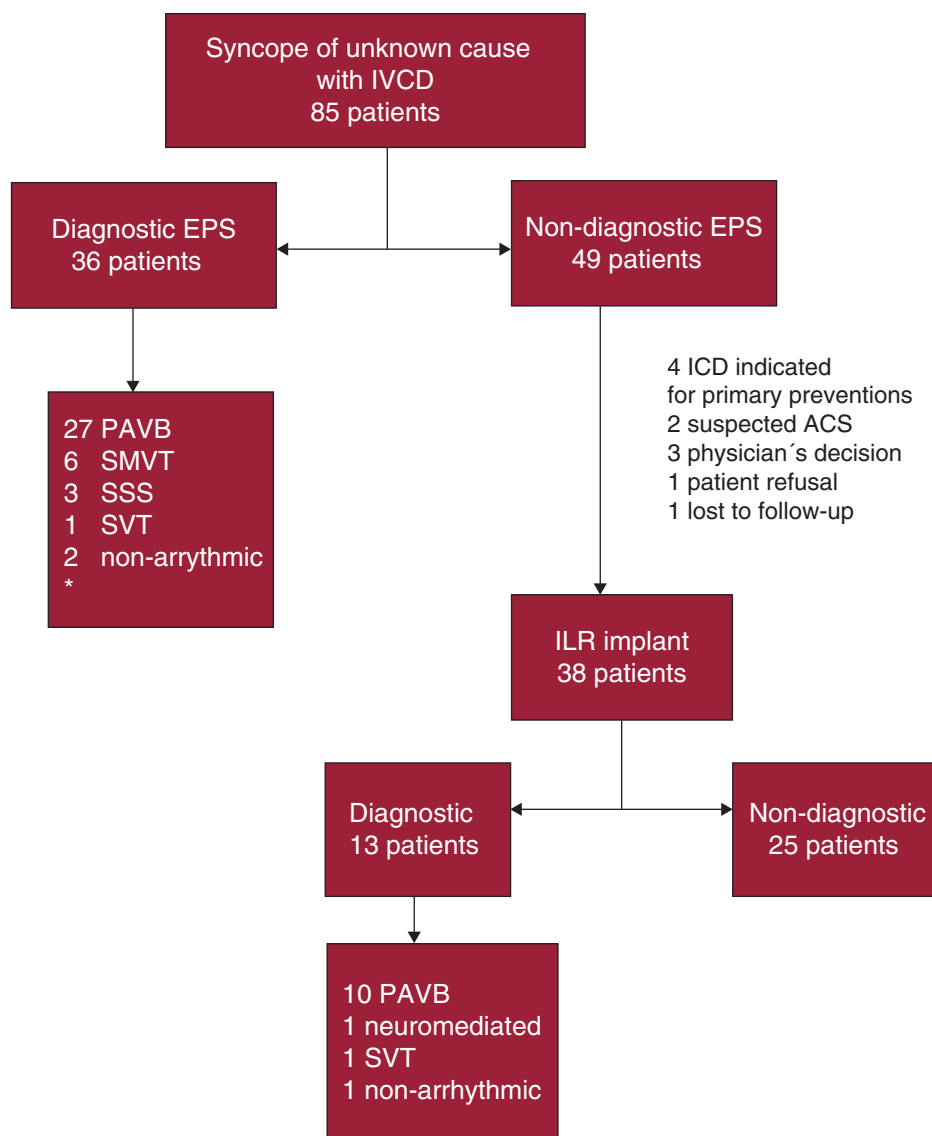 Syncope of unknown cause
with IVCD
85 patients
Diagnostic EPS
36 patients
Non-diagnostic EPS
49 patients
4 ICD indicated
for primary preventions
2 suspected ACS
3 physician´s decision
1 patient refusal
1 lost to follow-up
27 PAVB
6 SMVT
3 SSS
1 SVT
2 non-arrythmic
*
ILR implant
38 patients
Diagnostic
13 patients
Non-diagnostic
25 patients
10 PAVB
1 neuromediated
1 SVT
1 non-arrhythmic